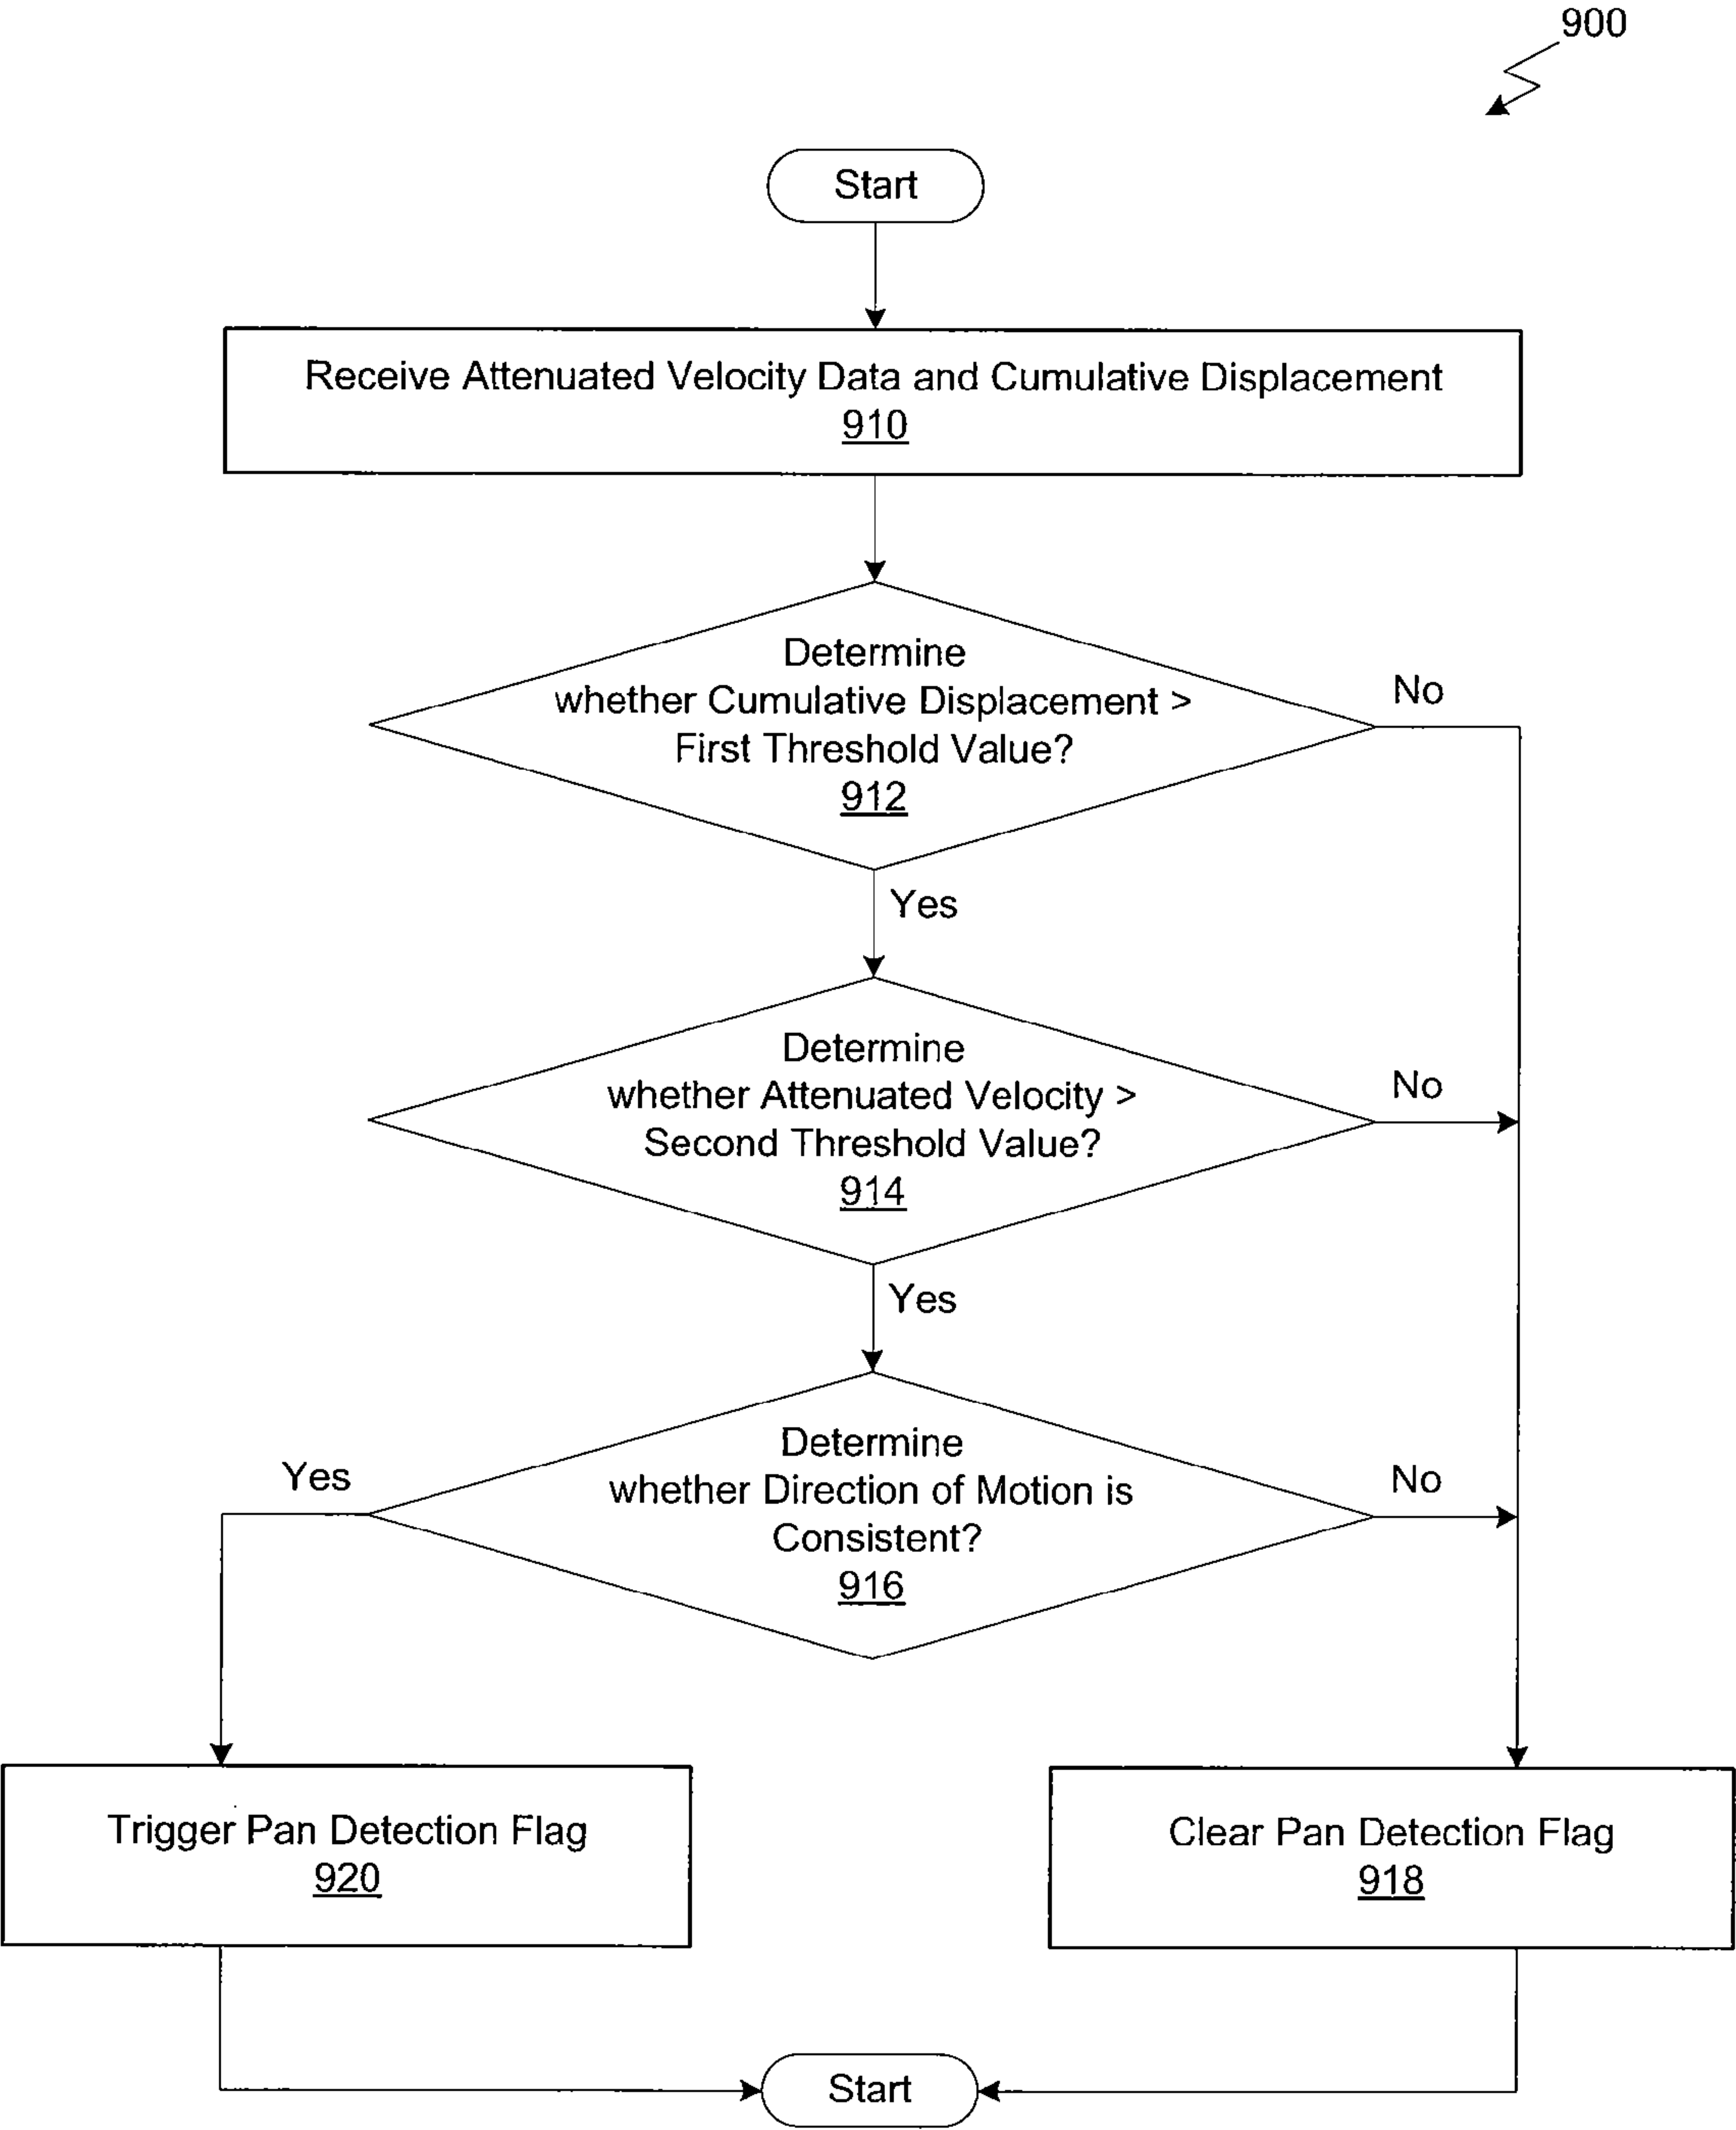 900
Start
Receive Attenuated Velocity Data and Cumulative Displacement
910
Determine
whether Cumulative Displacement >
First Threshold Value?
912
No
Yes
Determine
whether Attenuated Velocity >
Second Threshold Value?
914
No
Yes
Determine
whether Direction of Motion is
Consistent?
916
Yes
No
Trigger Pan Detection Flag
920
Clear Pan Detection Flag
918
Start